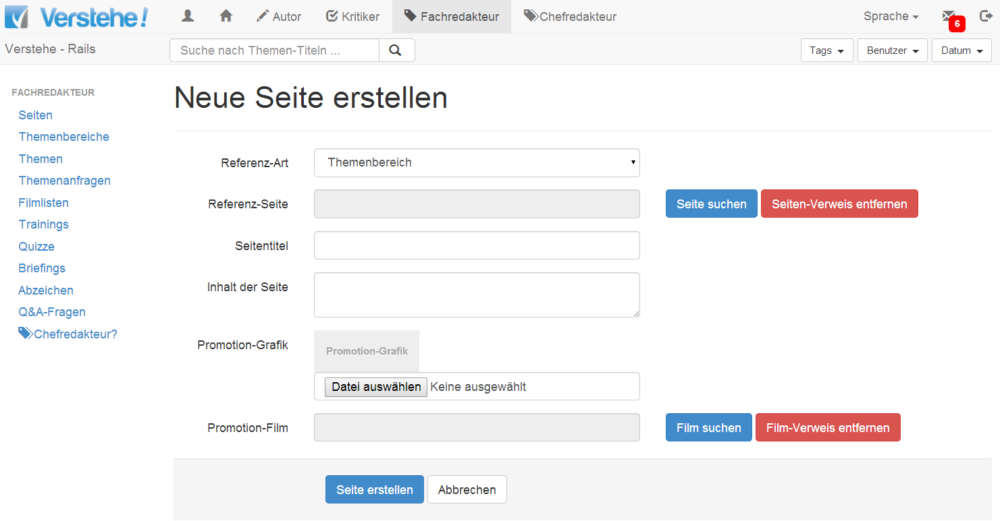 Verstehe!
Autor
Kritiker
Fachredakteur
Chefredakteur
Sprache
6
Verstehe - Rails
Suche nach Themen-Titeln ...
Tags
Benutzer
Datum
FACHREDAKTEUR
Seiten
Themenbereiche
Themen
Themenanfragen
Filmlisten
Trainings
Quizze
Briefings
Abzeichen
Q&A-Fragen
Chefredakteur?
Neue Seite erstellen
Referenz-Art
Themenbereich
Referenz-Seite
Seite suchen
Seiten-Verweis entfernen
Seitentitel
Inhalt der Seite
Promotion-Grafik
Promotion-Grafik
Datei auswählen Keine ausgewählt
Promotion-Film
Film suchen
Film-Verweis entfernen
Seite erstellen
Abbrechen